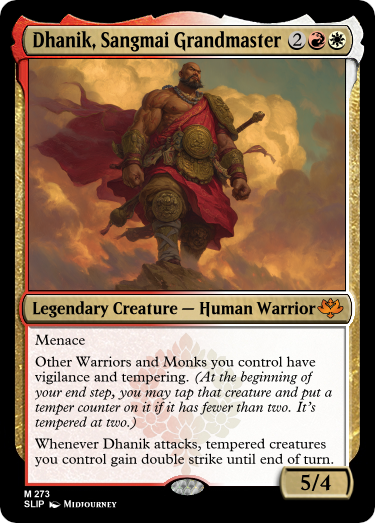 Dhanik, Sangmai Grandmaster 2
Legendary Creature — Human Warrior
Menace
Other Warriors and Monks you control have
vigilance and tempering. (At the beginning of
your end step, you may tap that creature and put a
temper counter on it if it has fewer than two. It's
tempered at two.)
Whenever Dhanik attacks, tempered creatures
you control gain double strike until end of turn.
5/4
M 273
SLIP Midjourney